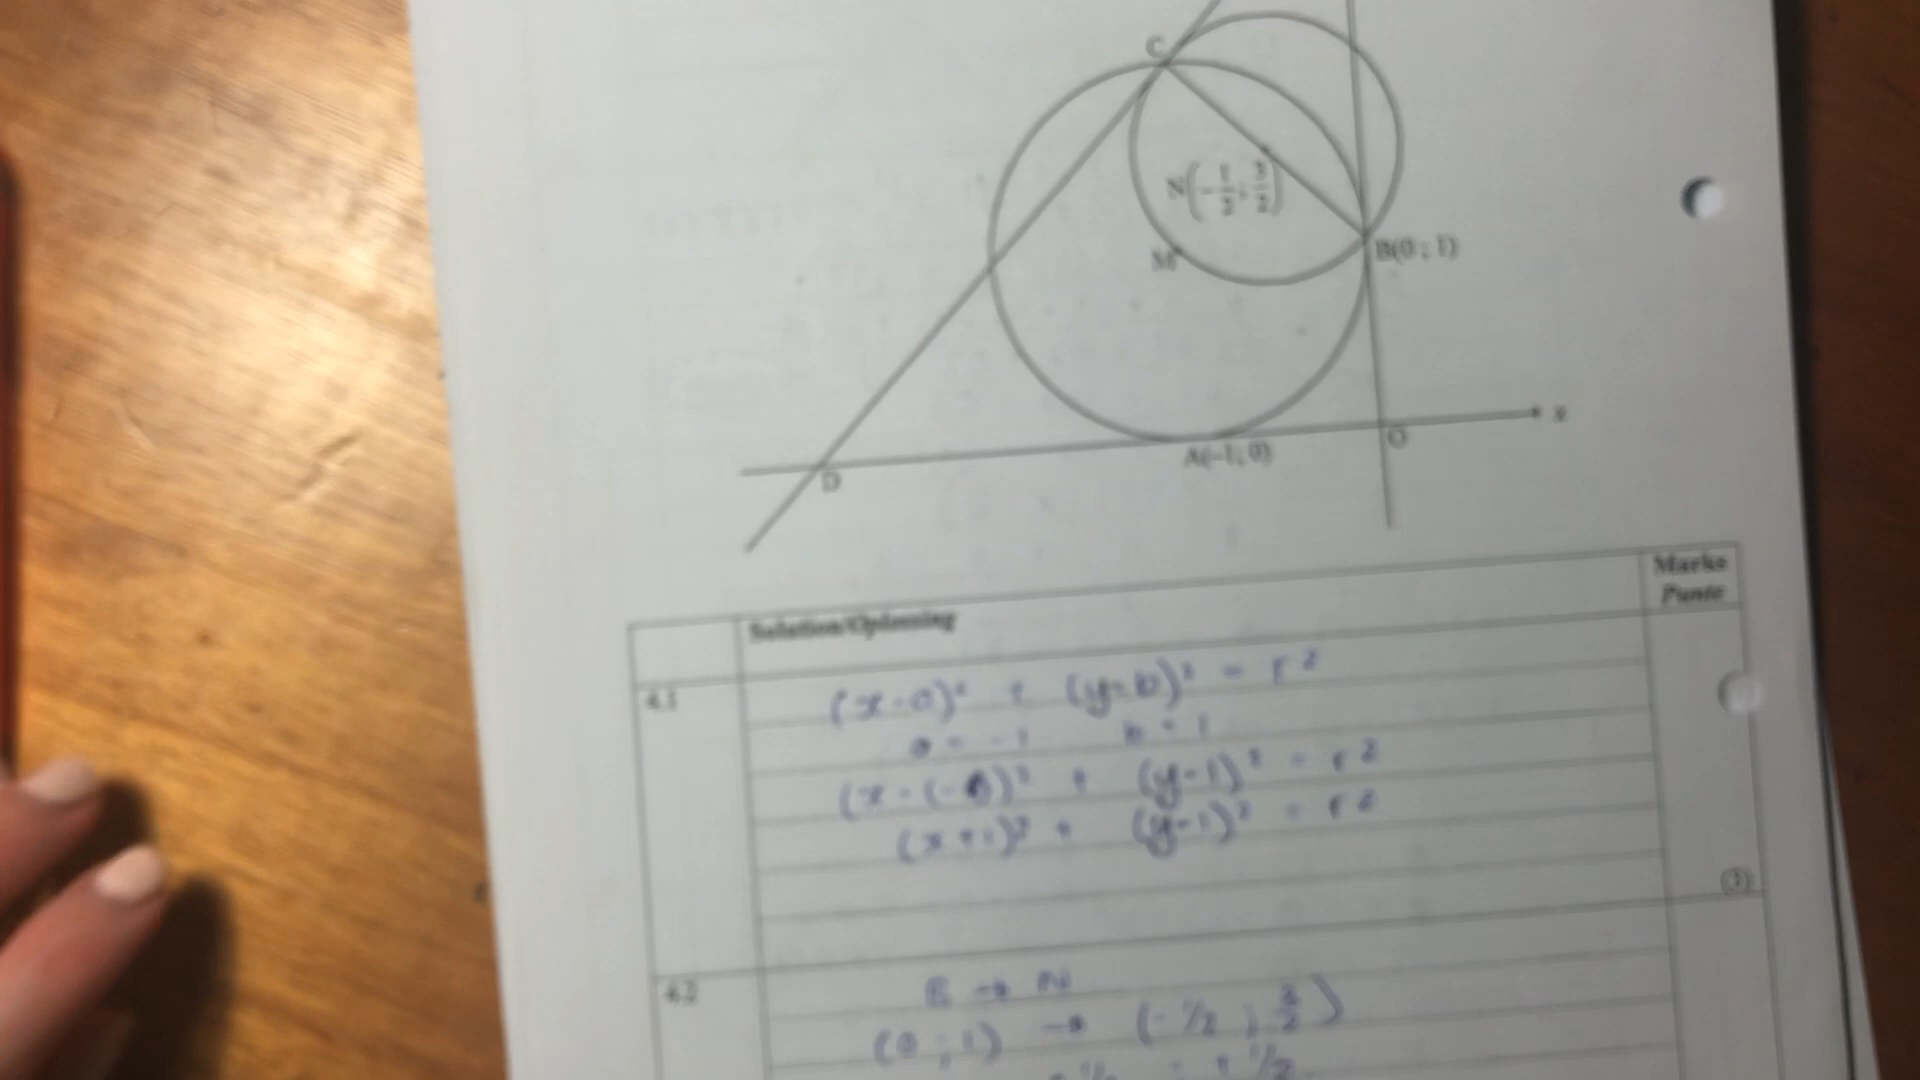 C
N(-1/2 ; 3/2)
M
B(0 ; 1)
x
O
A(-1; 0)
D
Marks
Punte
Solution/Oplossing
4.1
(x-a)² + (y-b)² = r²
a = -1 b = 1
(x-(-1))² + (y-1)² = r²
(x+1)² + (y-1)² = r²
4.2
(0 ; 1) → (-1/2 ; 3/2)